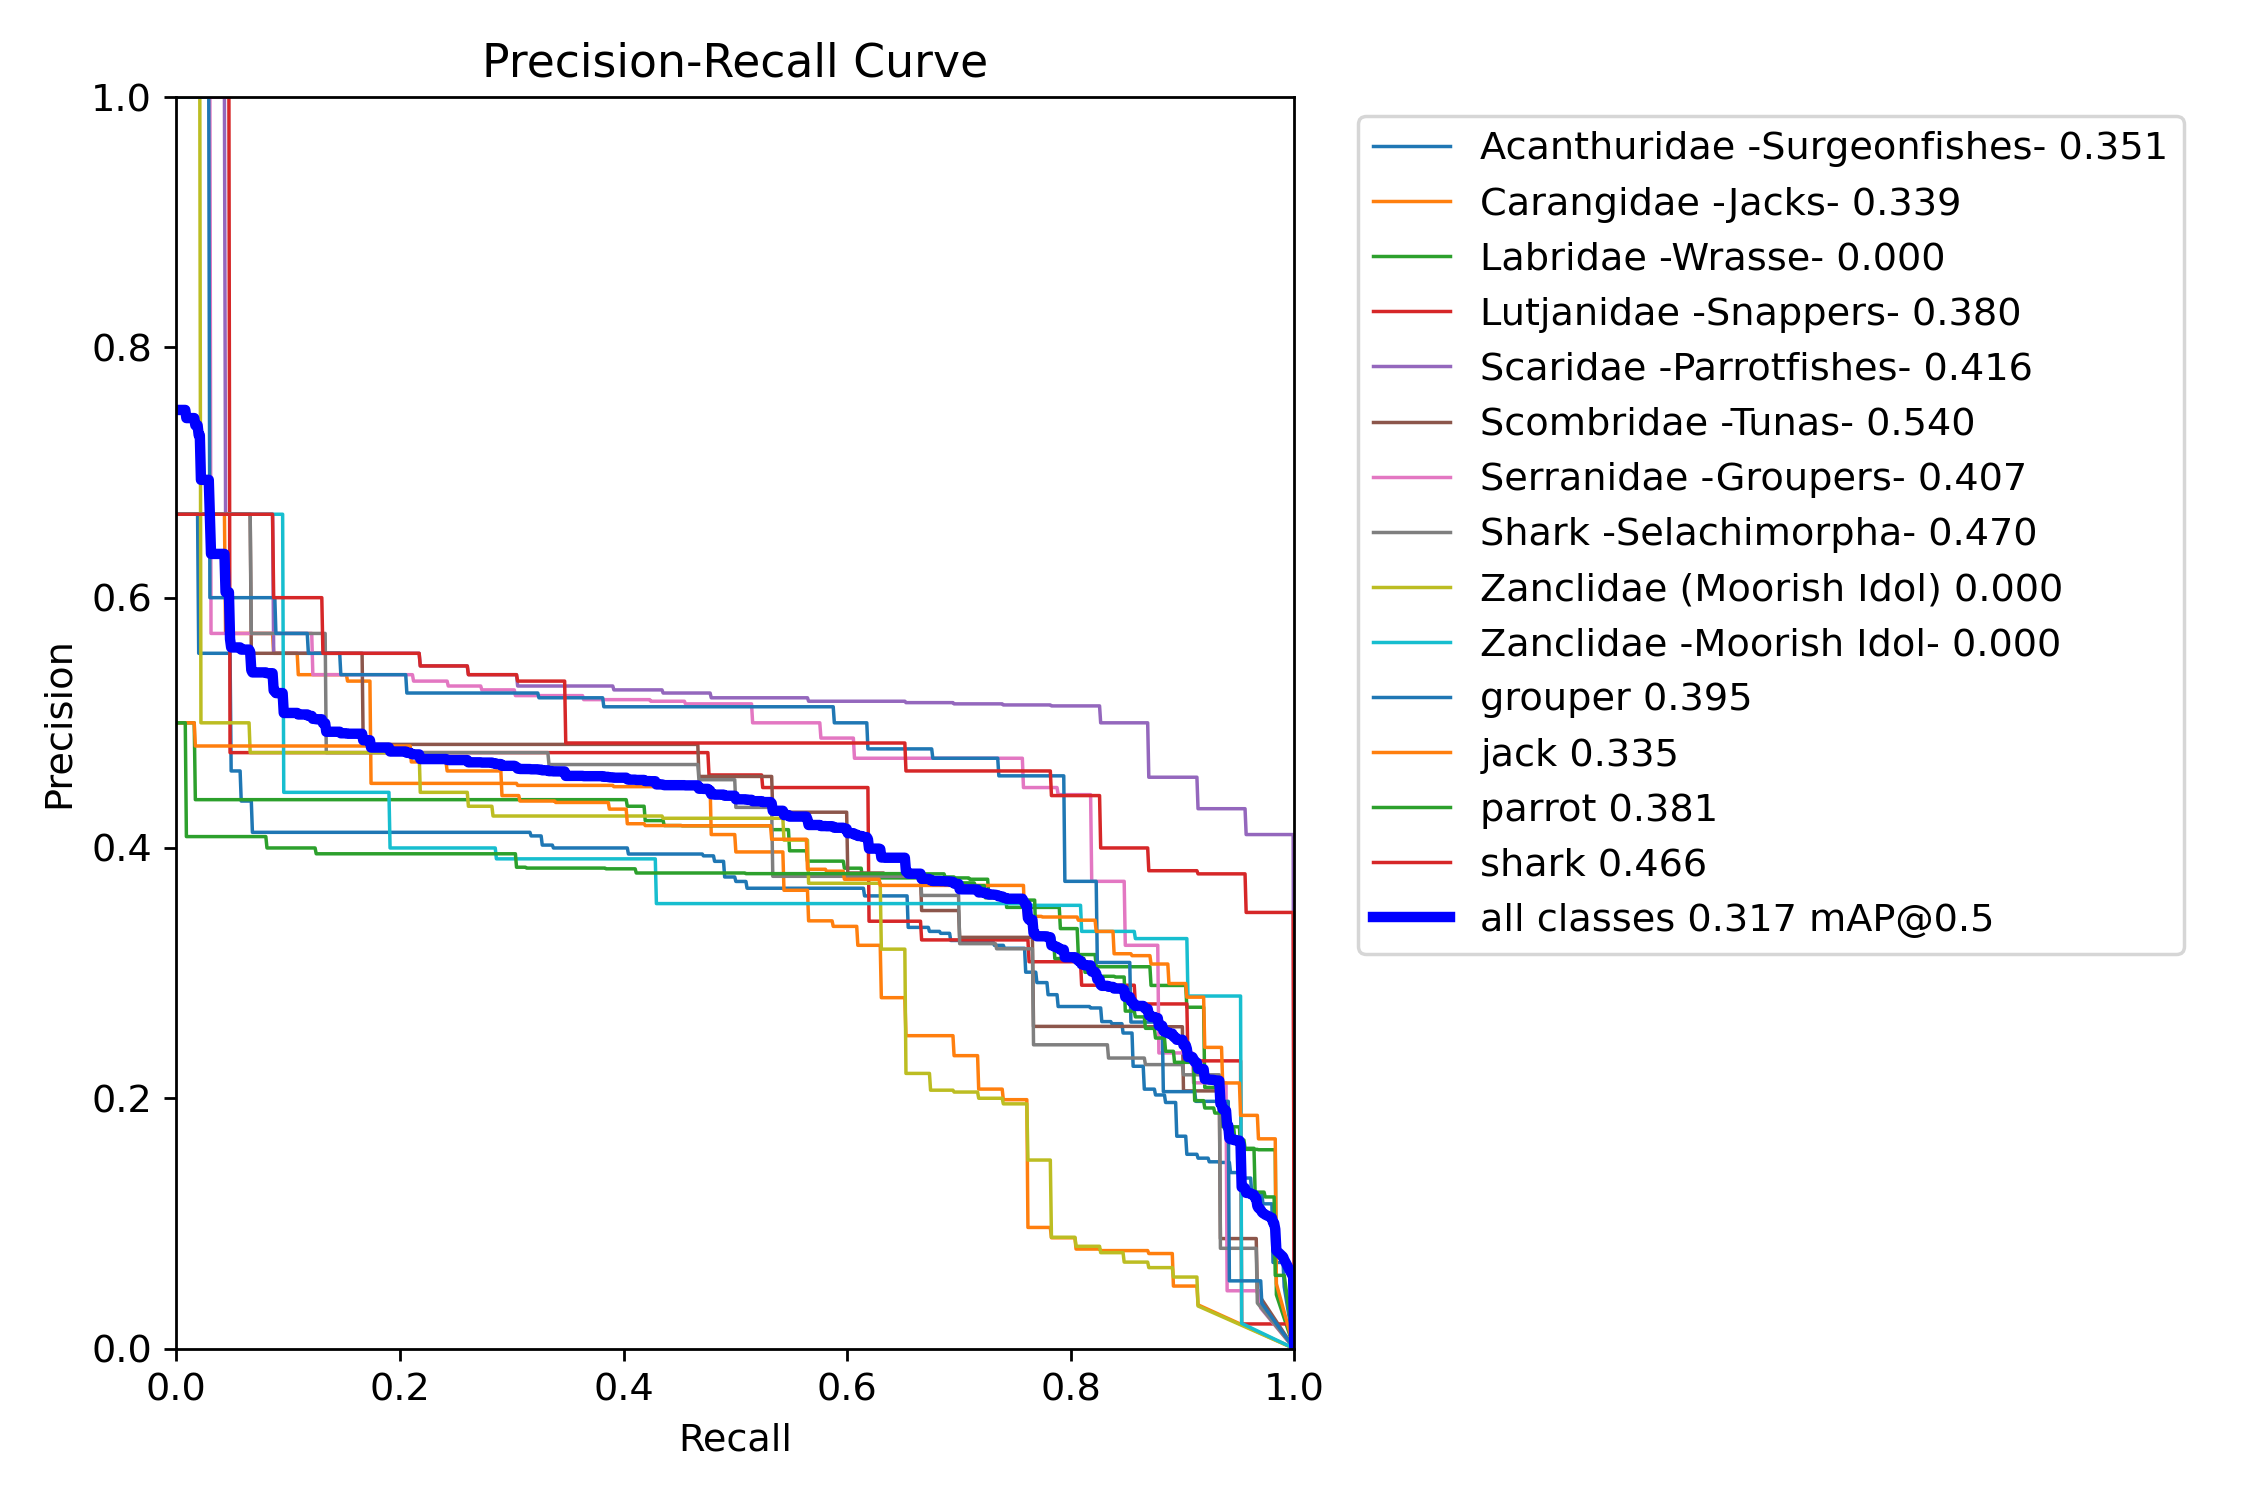 Precision-Recall Curve
1.0
0.8
0.6
0.4
0.2
0.0
Precision
0.0 0.2 0.4 0.6 0.8 1.0
Recall
Acanthuridae -Surgeonfishes- 0.351
Carangidae -Jacks- 0.339
Labridae -Wrasse- 0.000
Lutjanidae -Snappers- 0.380
Scaridae -Parrotfishes- 0.416
Scombridae -Tunas- 0.540
Serranidae -Groupers- 0.407
Shark -Selachimorpha- 0.470
Zanclidae (Moorish Idol) 0.000
Zanclidae -Moorish Idol- 0.000
grouper 0.395
jack 0.335
parrot 0.381
shark 0.466
all classes 0.317 mAP@0.5